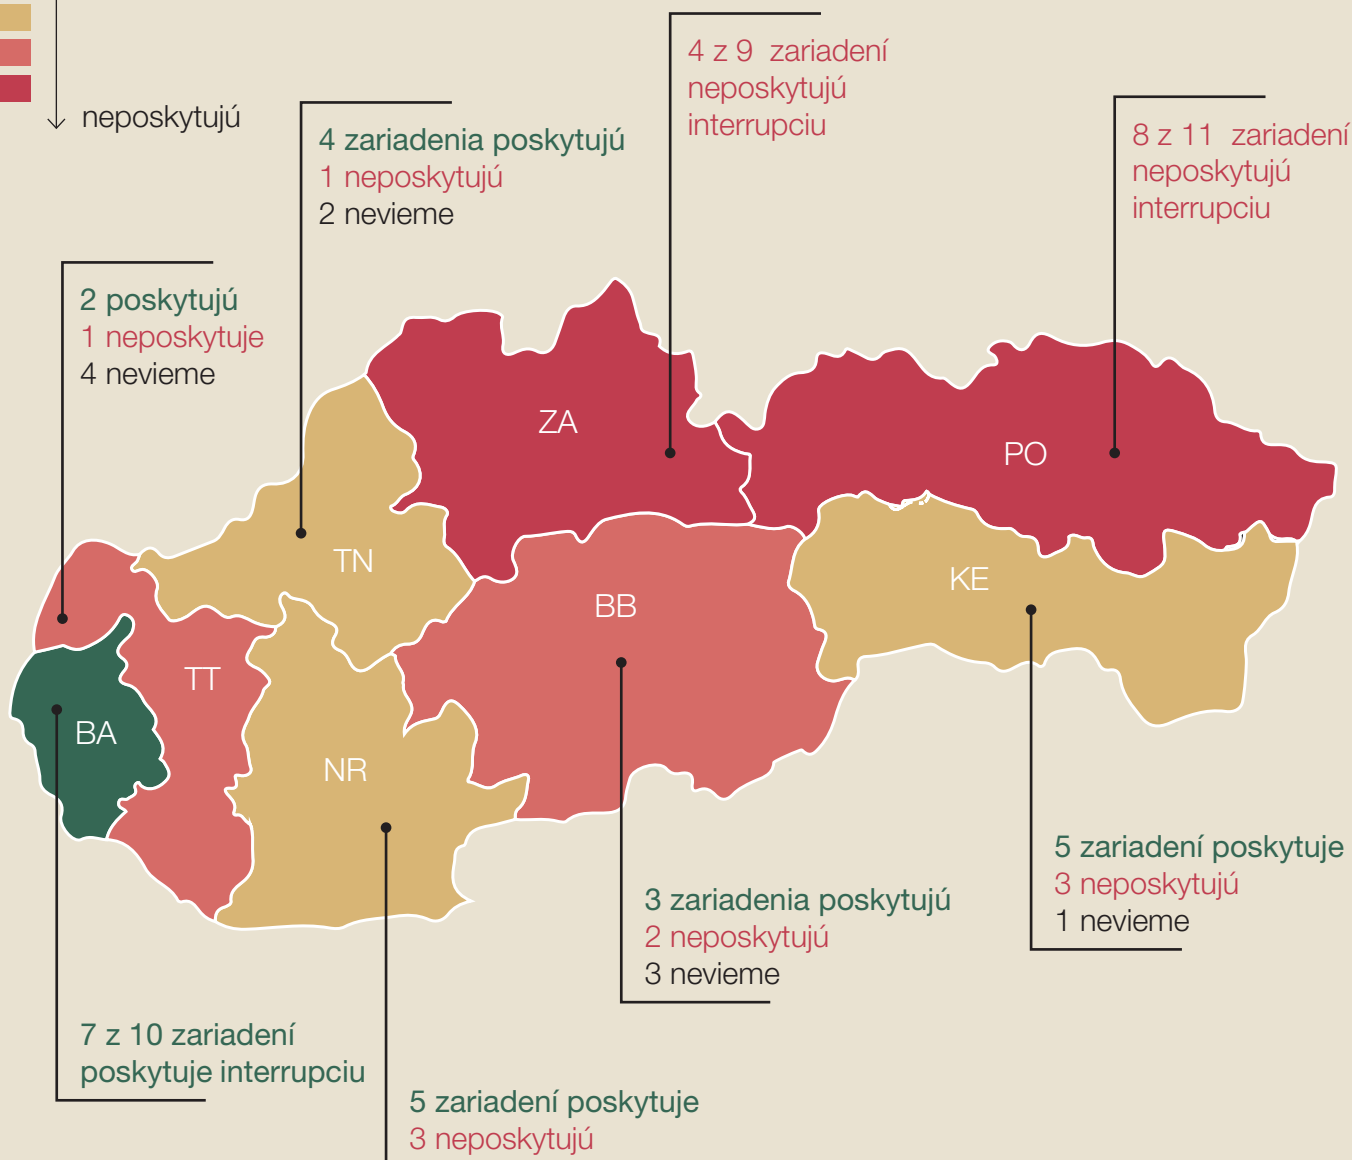 neposkytujú
4 z 9 zariadení
neposkytujú
interrupciu
8 z 11 zariadení
neposkytujú
interrupciu
4 zariadenia poskytujú
1 neposkytujú
2 nevieme
2 poskytujú
1 neposkytuje
4 nevieme
ZA
PO
TN
KE
BB
TT
BA
NR
5 zariadení poskytuje
3 neposkytujú
1 nevieme
3 zariadenia poskytujú
2 neposkytujú
3 nevieme
7 z 10 zariadení
poskytuje interrupciu
5 zariadení poskytuje
3 neposkytujú